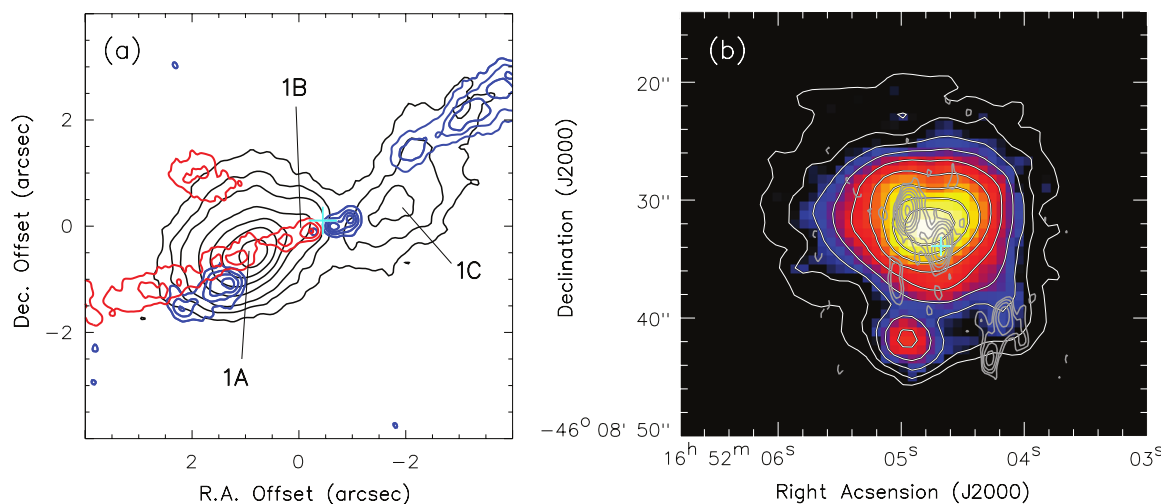 (a)
1B
1C
1A
2
0
-2
Dec. Offset (arcsec)
2
0
-2
R.A. Offset (arcsec)
(b)
20"
30"
40"
-46° 08' 50"
Declination (J2000)
16ʰ 52ᵐ 06ˢ
05ˢ
04ˢ
03ˢ
Right Acsension (J2000)